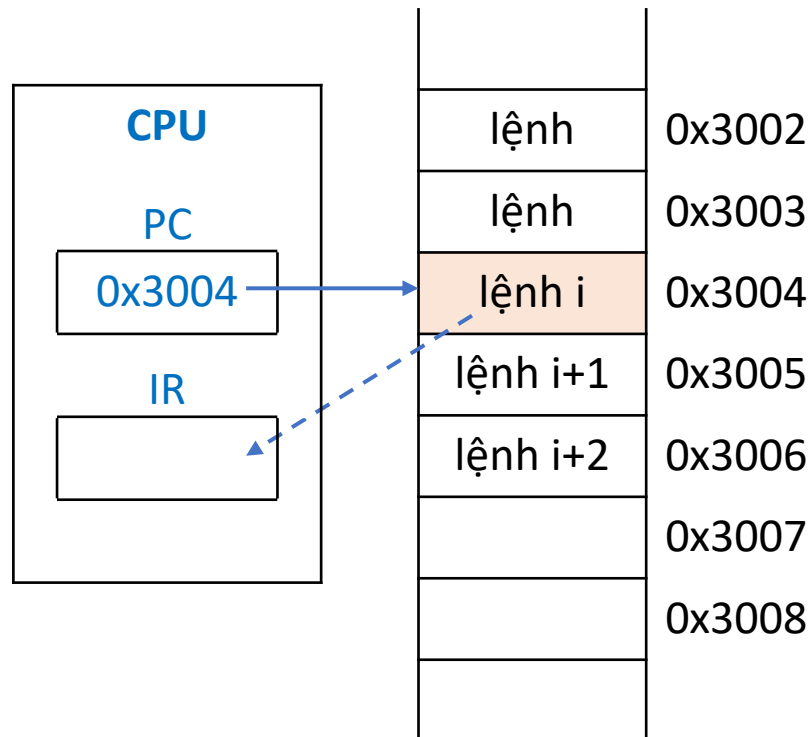 CPU
PC
0x3004
IR
lệnh 0x3002
lệnh 0x3003
lệnh i 0x3004
lệnh i+1 0x3005
lệnh i+2 0x3006
0x3007
0x3008